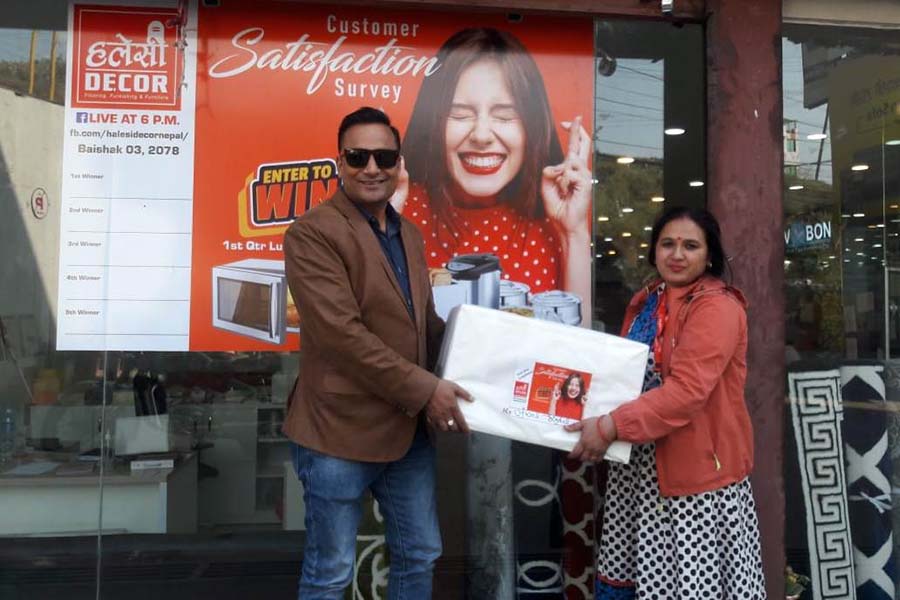 हलेसी
DECOR
Flooring, Furnishing & Furniture
LIVE AT 6 P.M.
fb.com/halesidecornepal/
Baishak 03, 2078
1st Winner
2nd Winner
3rd Winner
4th Winner
5th Winner
Customer
Satisfaction
Survey
ENTER TO
WIN
1st Qtr Lu
Satisfaction
BON